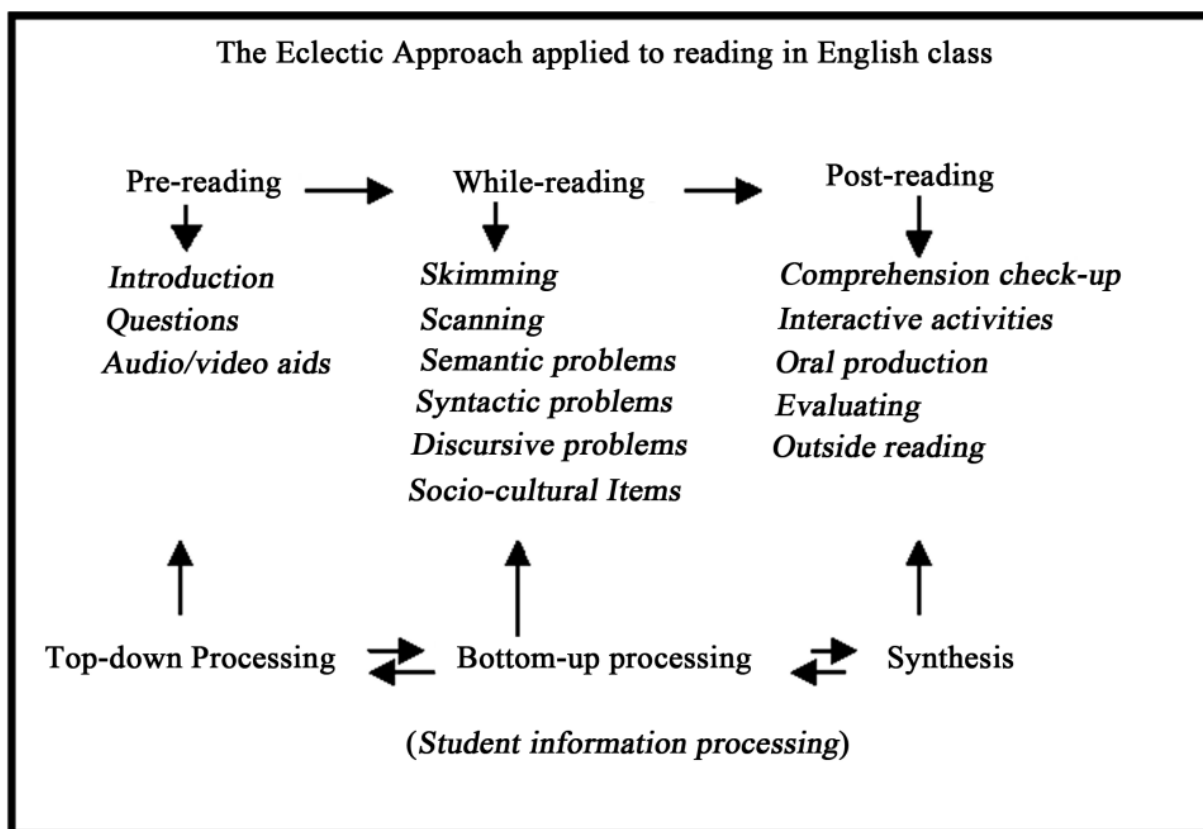 The Eclectic Approach applied to reading in English class
Pre-reading
While-reading
Post-reading
Introduction
Questions
Audio/video aids
Skimming
Scanning
Semantic problems
Syntactic problems
Discursive problems
Socio-cultural Items
Comprehension check-up
Interactive activities
Oral production
Evaluating
Outside reading
Top-down Processing
Bottom-up processing
Synthesis
(Student information processing)